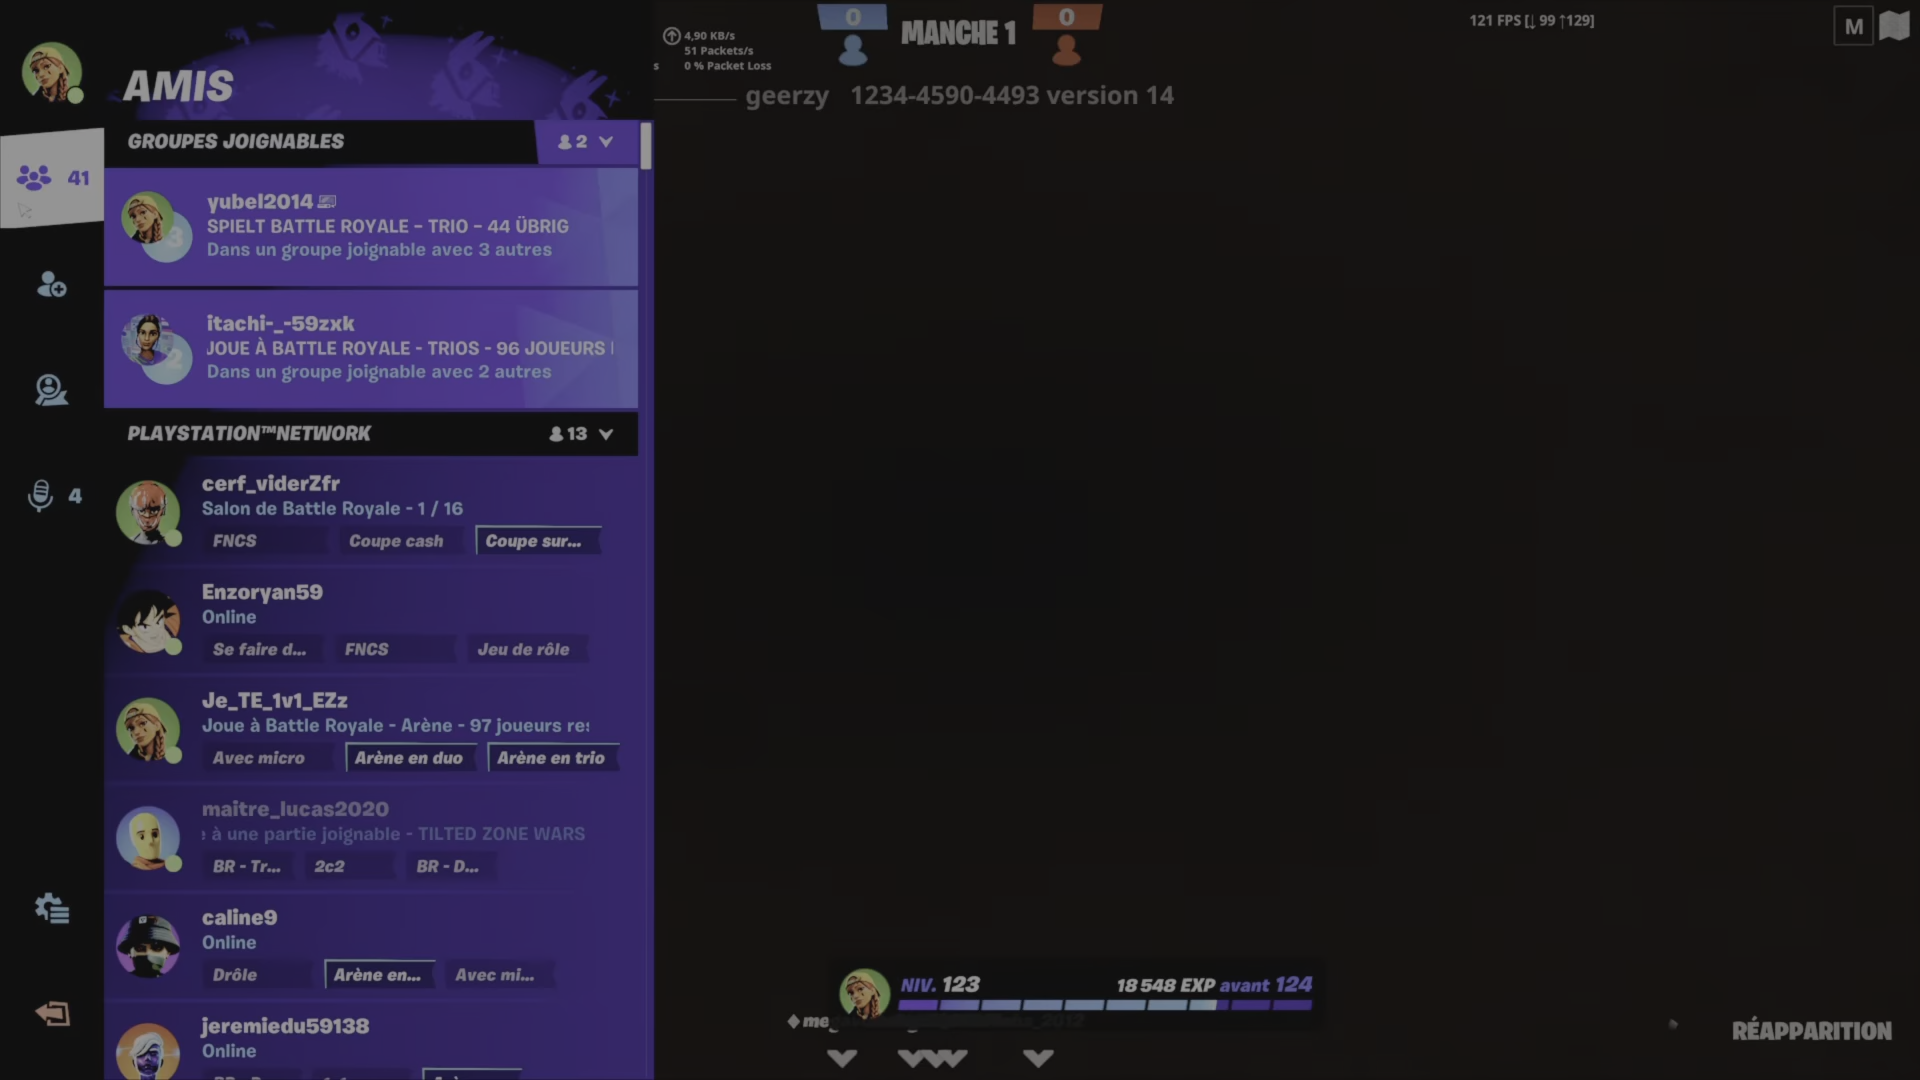 AMIS
GROUPES JOIGNABLES
2
41
yubel2014
SPIELT BATTLE ROYALE - TRIO - 44 ÜBRIG
Dans un groupe joignable avec 3 autres
3
itachi-_-59zxk
JOUE À BATTLE ROYALE - TRIOS - 96 JOUEURS
Dans un groupe joignable avec 2 autres
2
PLAYSTATION™NETWORK
13
cerf_viderZfr
Salon de Battle Royale - 1 / 16
FNCS Coupe cash Coupe sur...
4
Enzoryan59
Online
Se faire d... FNCS Jeu de rôle
Je_TE_1v1_EZz
Joue à Battle Royale - Arène - 97 joueurs
Avec micro Arène en duo Arène en trio
maitre_lucas2020
à une partie joignable - TILTED ZONE WARS
BR - Tr... 2c2 BR - D...
caline9
Online
Drôle Arène en... Avec mi...
jeremiedu59138
Online
4,90 KB/s
51 Packets/s
s 0 % Packet Loss
0 MANCHE 1 0
121 FPS [↓ 99 ↑129]
M
geerzy 1234-4590-4493 version 14
NIV. 123
18 548 EXP avant 124
RÉAPPARITION